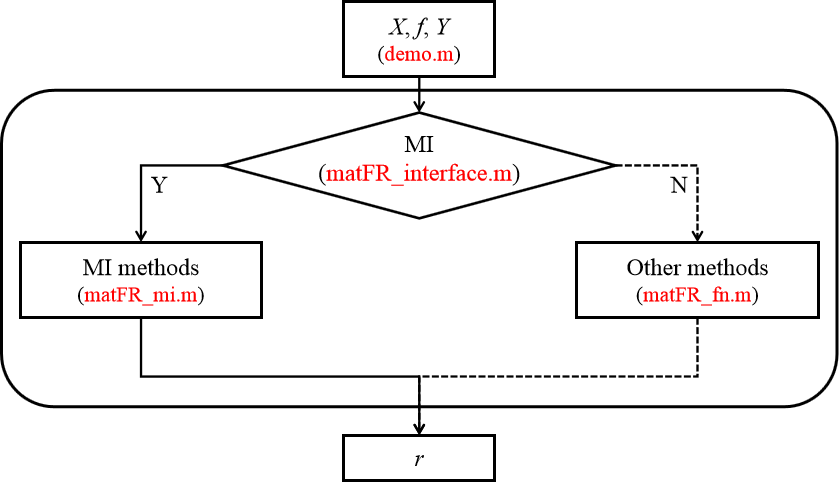 X, f, Y
(demo.m)
MI
(matFR_interface.m)
Y
N
MI methods
(matFR_mi.m)
Other methods
(matFR_fn.m)
r